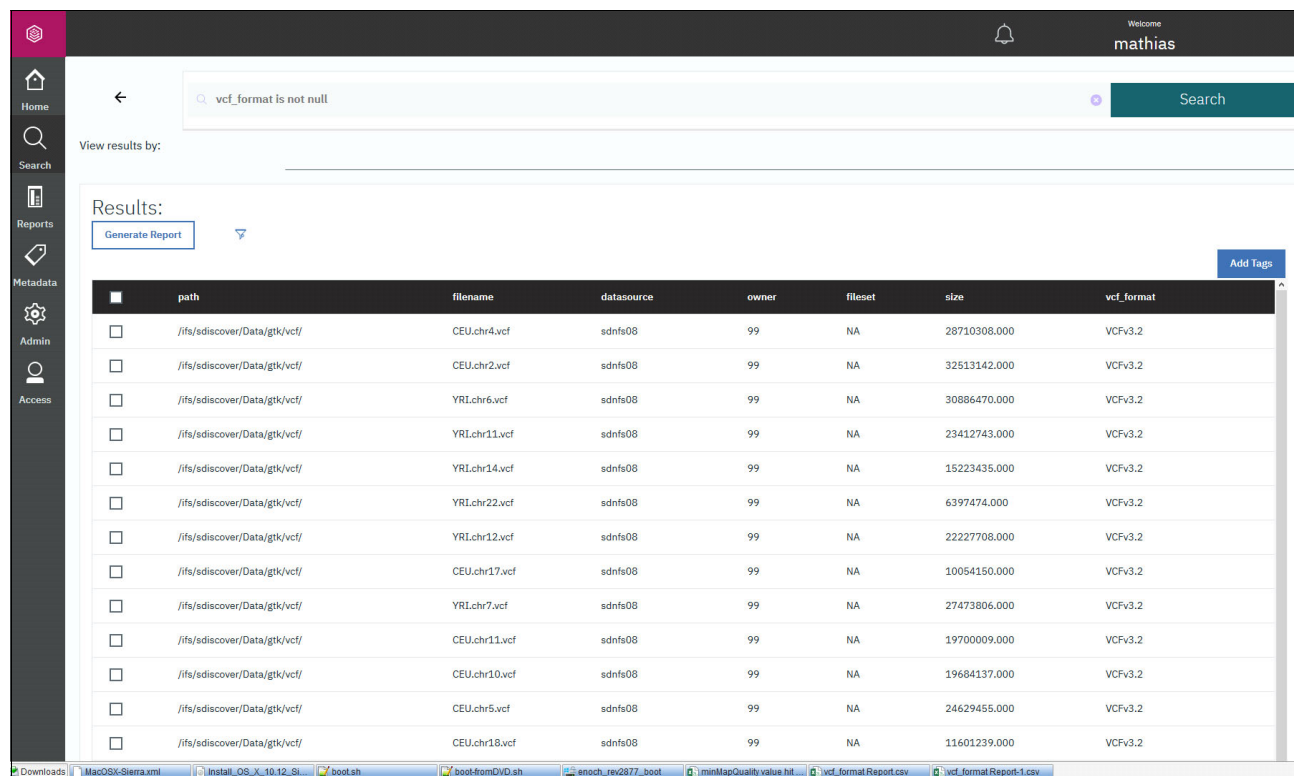 Welcome
mathias
Home
vcf_format is not null
Search
Search
View results by:
Reports
Results:
Generate Report
Metadata
Add Tags
Admin
Access
path filename datasource owner fileset size vcf_format
/ifs/sdiscover/Data/gtk/vcf/ CEU.chr4.vcf sdnfs08 99 NA 28710308.000 VCFv3.2
/ifs/sdiscover/Data/gtk/vcf/ CEU.chr2.vcf sdnfs08 99 NA 32513142.000 VCFv3.2
/ifs/sdiscover/Data/gtk/vcf/ YRI.chr6.vcf sdnfs08 99 NA 30886470.000 VCFv3.2
/ifs/sdiscover/Data/gtk/vcf/ YRI.chr11.vcf sdnfs08 99 NA 23412743.000 VCFv3.2
/ifs/sdiscover/Data/gtk/vcf/ YRI.chr14.vcf sdnfs08 99 NA 15223435.000 VCFv3.2
/ifs/sdiscover/Data/gtk/vcf/ YRI.chr22.vcf sdnfs08 99 NA 6397474.000 VCFv3.2
/ifs/sdiscover/Data/gtk/vcf/ YRI.chr12.vcf sdnfs08 99 NA 22227708.000 VCFv3.2
/ifs/sdiscover/Data/gtk/vcf/ CEU.chr17.vcf sdnfs08 99 NA 10054150.000 VCFv3.2
/ifs/sdiscover/Data/gtk/vcf/ YRI.chr7.vcf sdnfs08 99 NA 27473806.000 VCFv3.2
/ifs/sdiscover/Data/gtk/vcf/ CEU.chr11.vcf sdnfs08 99 NA 19700009.000 VCFv3.2
/ifs/sdiscover/Data/gtk/vcf/ CEU.chr10.vcf sdnfs08 99 NA 19684137.000 VCFv3.2
/ifs/sdiscover/Data/gtk/vcf/ CEU.chr5.vcf sdnfs08 99 NA 24629455.000 VCFv3.2
/ifs/sdiscover/Data/gtk/vcf/ CEU.chr18.vcf sdnfs08 99 NA 11601239.000 VCFv3.2
Downloads MacOSX-Sierra.xml Install_OS_X_10.12_Si... boot.sh boot-fromDVD.sh enoch_rev2877_boot minMapQuality value hit ... vcf_format Report.csv vcf_format Report-1.csv